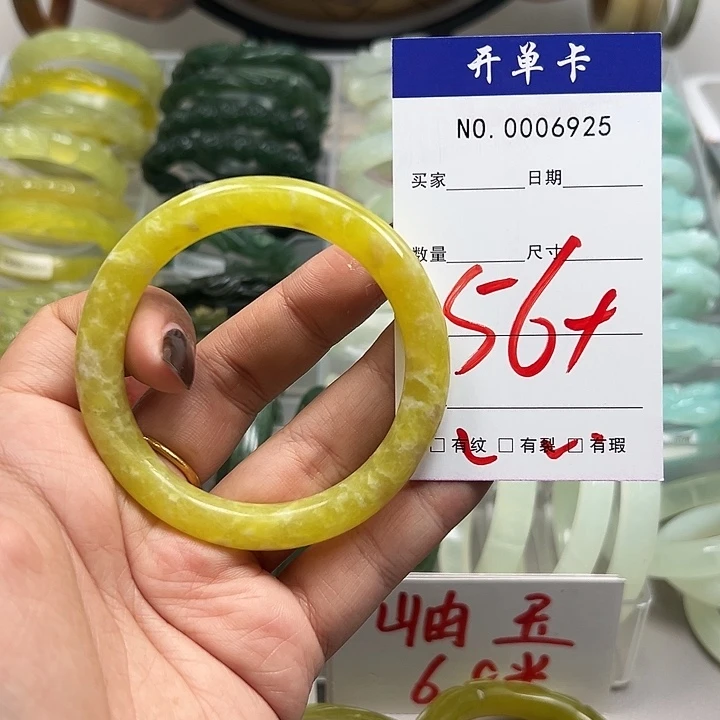 开单卡
NO. 0006925
买家 日期
数量 尺寸
56+
□有纹 □有裂 □有瑕
岫玉